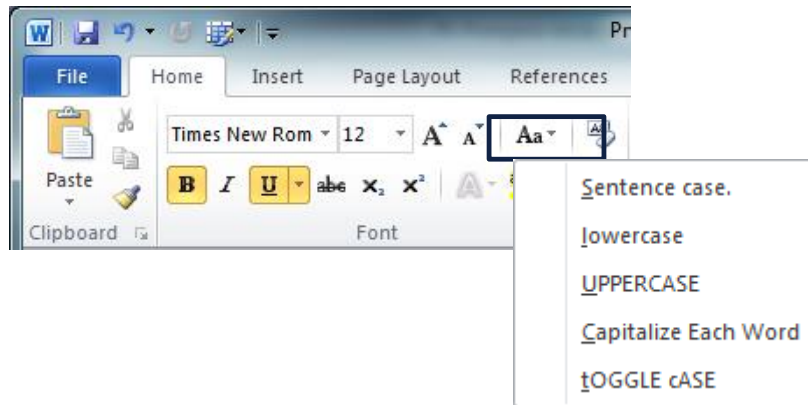 W Pr
File Home Insert Page Layout References
Times New Rom 12 A A Aa
Paste B I U abc X₂ X² A
Clipboard Font
Sentence case.
lowercase
UPPERCASE
Capitalize Each Word
tOGGLE cASE